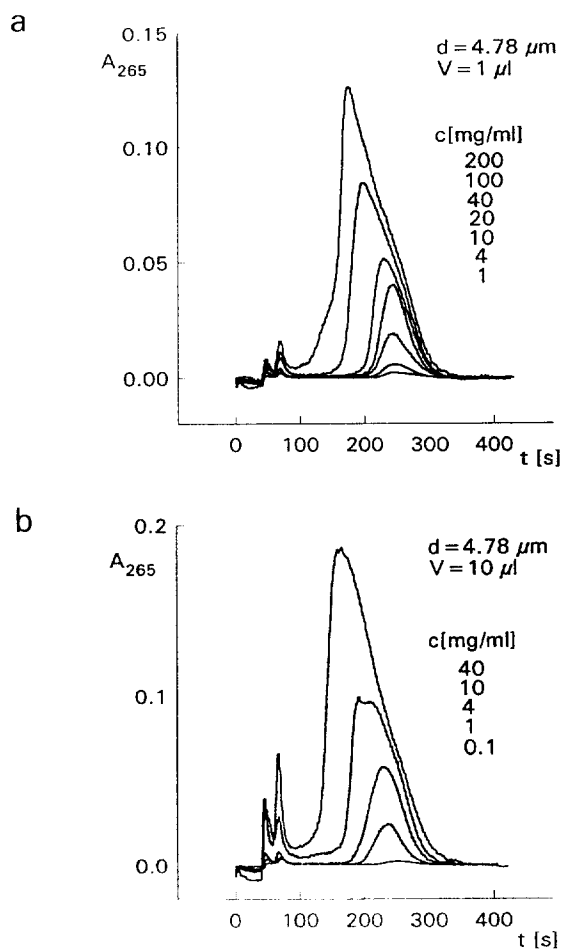 a
0.15
A265
d = 4.78 μm
V = 1 μl
0.10
c[mg/ml]
200
100
40
20
10
4
1
0.05
0.00
0 100 200 300 400
t [s]
b
0.2
A265
d = 4.78 μm
V = 10 μl
c[mg/ml]
40
10
4
1
0.1
0.1
0.0
0 100 200 300 400
t [s]